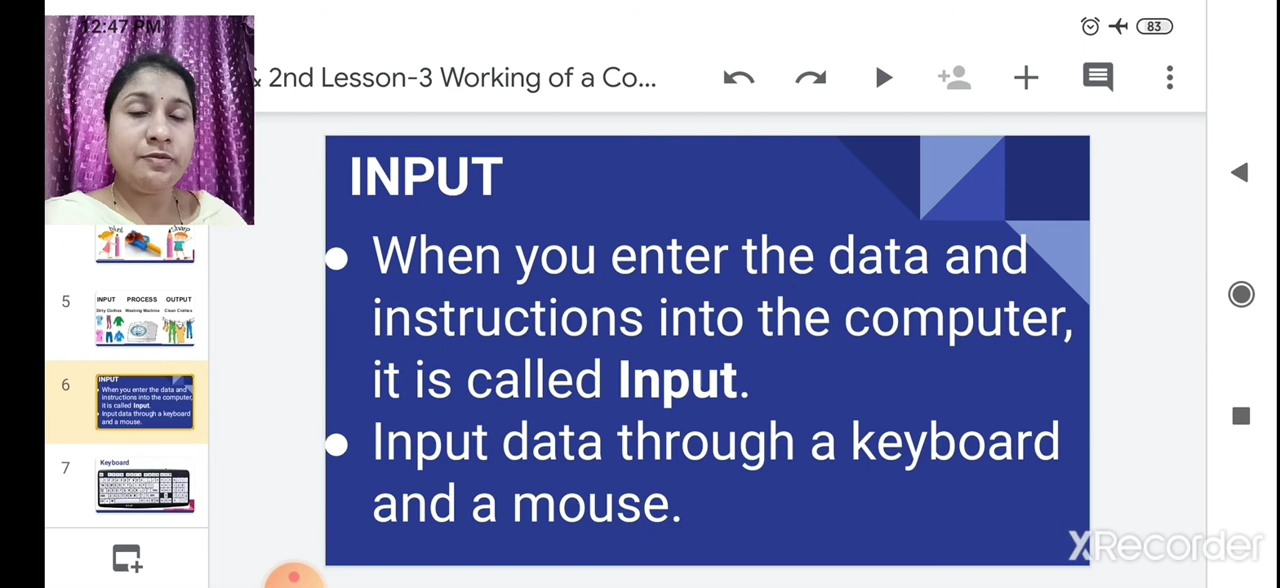 12:47 PM
83
& 2nd Lesson-3 Working of a Co...
INPUT
When you enter the data and
instructions into the computer,
it is called Input.
Input data through a keyboard
and a mouse.
Sharp
5
INPUT PROCESS OUTPUT
Dirty Clothes Washing Machine Clean Clothes
6
INPUT
When you enter the data and
instructions into the computer,
it is called Input.
Input data through a keyboard
and a mouse.
7
Keyboard
XRecorder